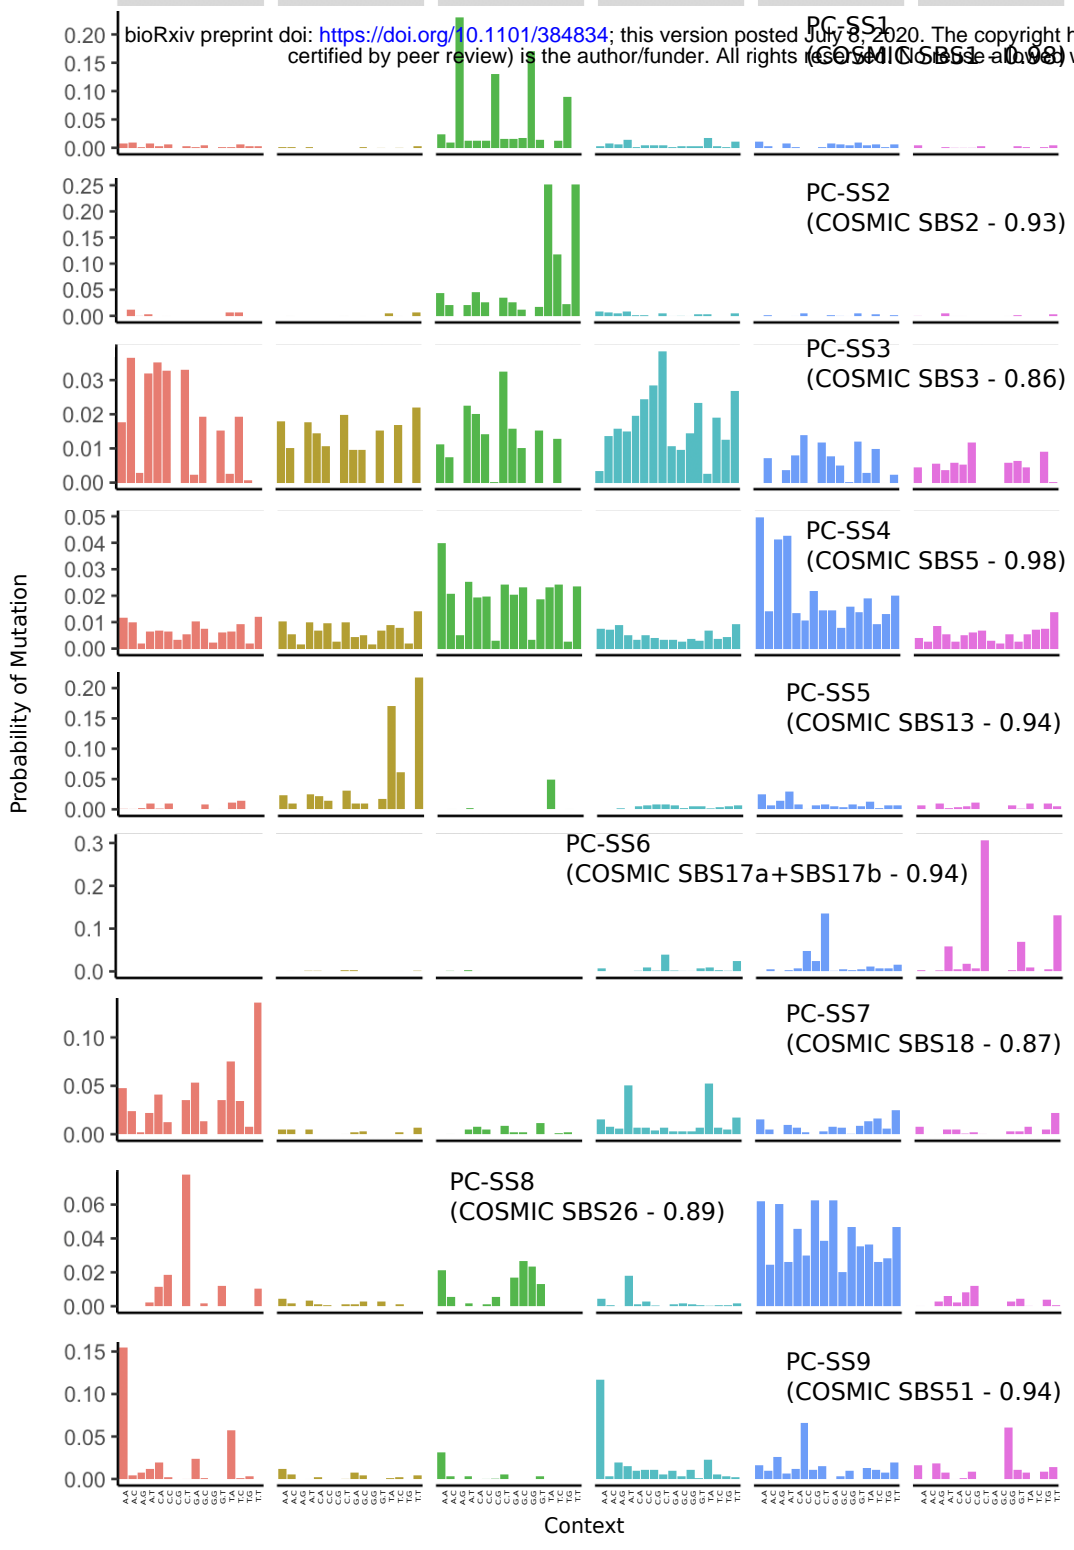 bioRxiv preprint doi: https://doi.org/10.1101/384834; this version posted July 8, 2020. The copyright h
certified by peer review) is the author/funder. All rights reserved. No reuse allowed w
PC-SS1
(COSMIC SBS1 - 0.98)
0.20
0.15
0.10
0.05
0.00
PC-SS2
(COSMIC SBS2 - 0.93)
0.25
0.20
0.15
0.10
0.05
0.00
PC-SS3
(COSMIC SBS3 - 0.86)
0.03
0.02
0.01
0.00
PC-SS4
(COSMIC SBS5 - 0.98)
0.05
0.04
0.03
0.02
0.01
0.00
Probability of Mutation
PC-SS5
(COSMIC SBS13 - 0.94)
0.20
0.15
0.10
0.05
0.00
PC-SS6
(COSMIC SBS17a+SBS17b - 0.94)
0.3
0.2
0.1
0.0
PC-SS7
(COSMIC SBS18 - 0.87)
0.10
0.05
0.00
PC-SS8
(COSMIC SBS26 - 0.89)
0.06
0.04
0.02
0.00
PC-SS9
(COSMIC SBS51 - 0.94)
0.15
0.10
0.05
0.00
A.A A.C A.G A.T C.A C.C C.G C.T G.A G.C G.G G.T T.A T.C T.G T.T
A.A A.C A.G A.T C.A C.C C.G C.T G.A G.C G.G G.T T.A T.C T.G T.T
A.A A.C A.G A.T C.A C.C C.G C.T G.A G.C G.G G.T T.A T.C T.G T.T
A.A A.C A.G A.T C.A C.C C.G C.T G.A G.C G.G G.T T.A T.C T.G T.T
A.A A.C A.G A.T C.A C.C C.G C.T G.A G.C G.G G.T T.A T.C T.G T.T
A.A A.C A.G A.T C.A C.C C.G C.T G.A G.C G.G G.T T.A T.C T.G T.T
Context